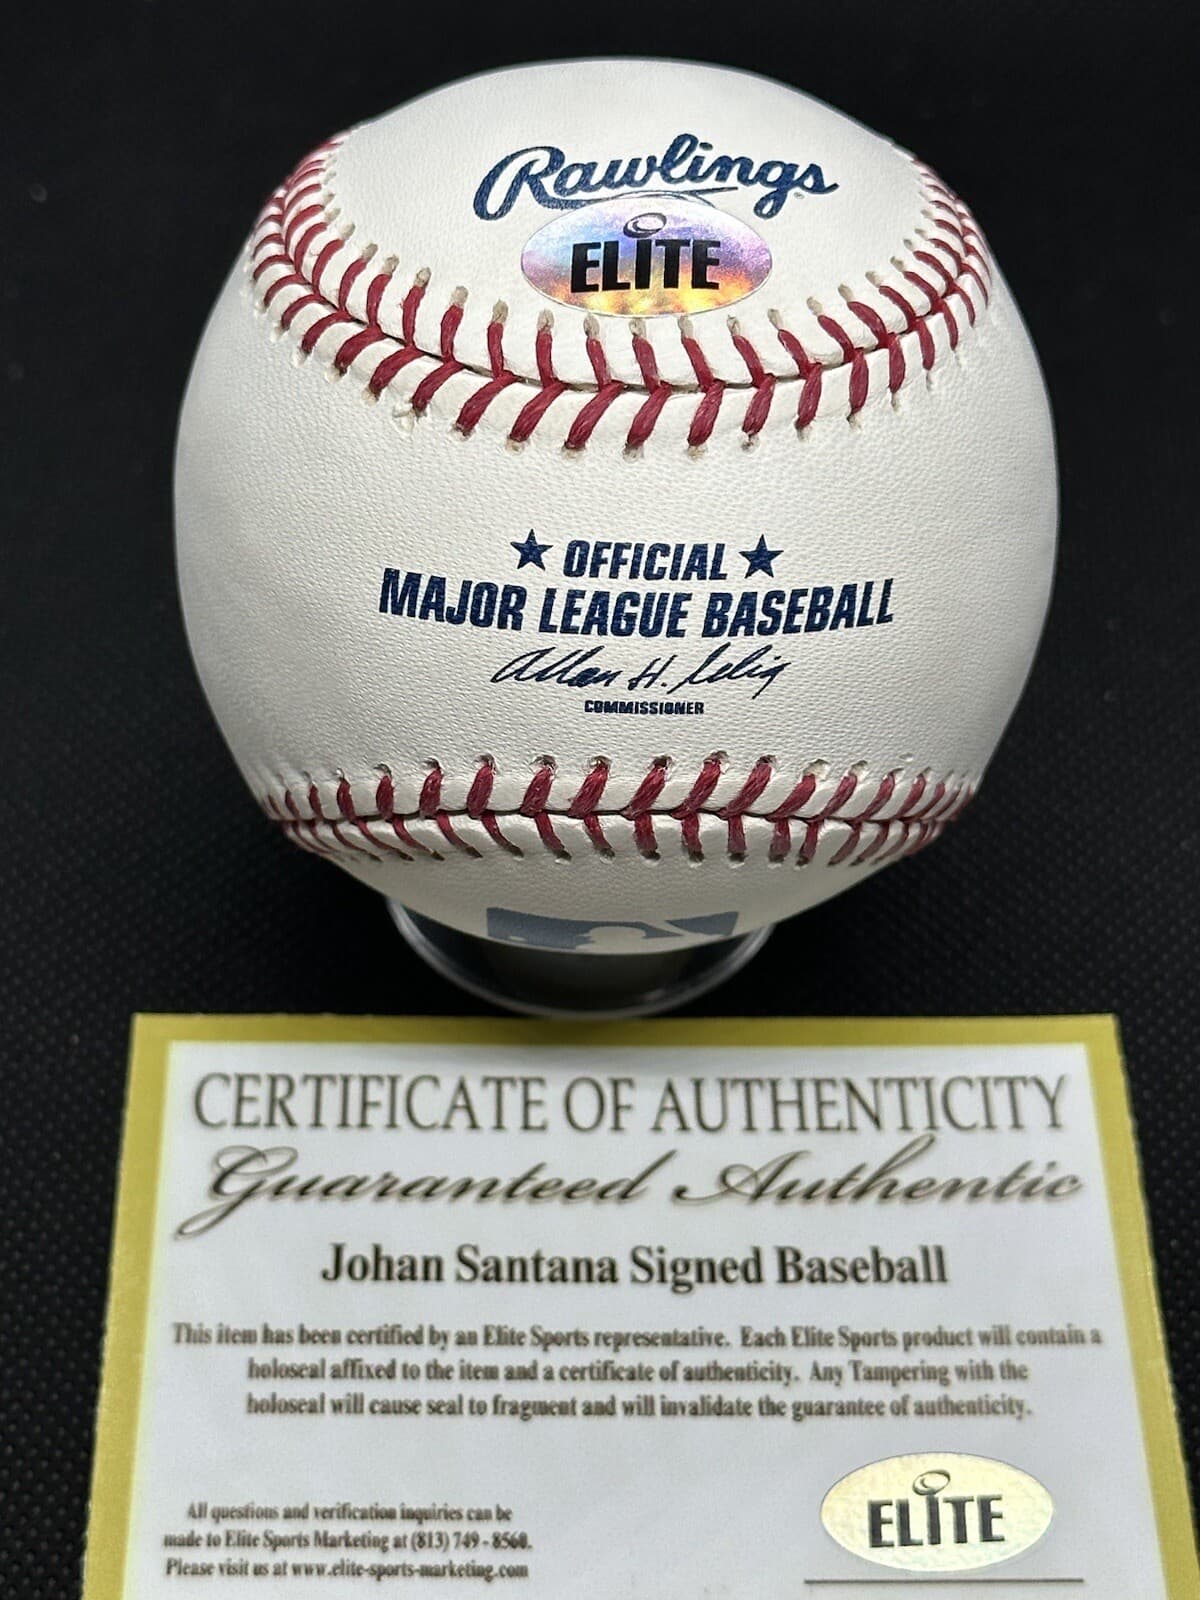 Rawlings
ELITE
★ OFFICIAL ★
MAJOR LEAGUE BASEBALL
Allan H. Selig
COMMISSIONER
CERTIFICATE OF AUTHENTICITY
Guaranteed Authentic
Johan Santana Signed Baseball
This item has been certified by an Elite Sports representative. Each Elite Sports product will contain a
holoseal affixed to the item and a certificate of authenticity. Any Tampering with the
holoseal will cause seal to fragment and will invalidate the guarantee of authenticity.
All questions and verification inquiries can be
made to Elite Sports Marketing at (813) 749 - 8560.
Please visit us at www.elite-sports-marketing.com
ELITE